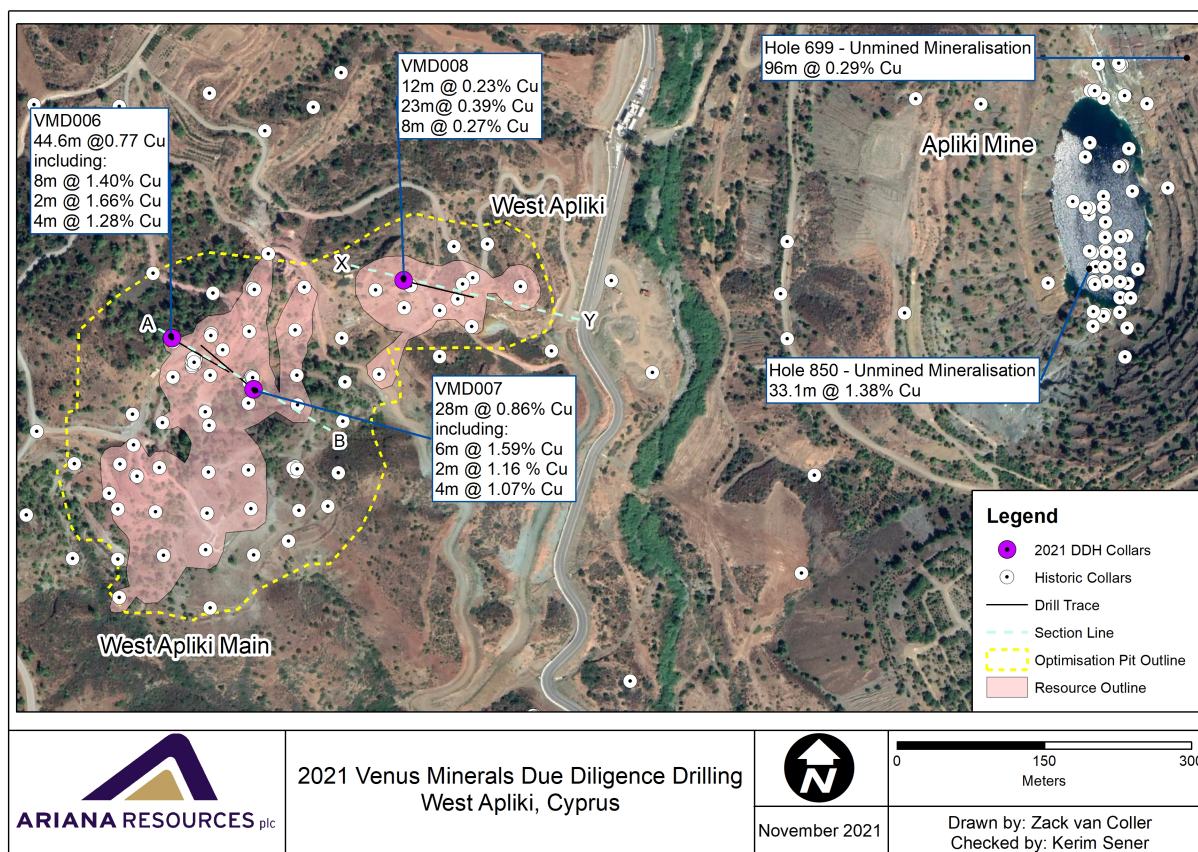 VMD008
12m @ 0.23% Cu
23m@ 0.39% Cu
8m @ 0.27% Cu
Hole 699 - Unmined Mineralisation
96m @ 0.29% Cu
VMD006
44.6m @0.77 Cu
including:
8m @ 1.40% Cu
2m @ 1.66% Cu
4m @ 1.28% Cu
Apliki Mine
West Apliki
X
Y
A
B
Hole 850 - Unmined Mineralisation
33.1m @ 1.38% Cu
VMD007
28m @ 0.86% Cu
including:
6m @ 1.59% Cu
2m @ 1.16 % Cu
4m @ 1.07% Cu
West Apliki Main
Legend
2021 DDH Collars
Historic Collars
Drill Trace
Section Line
Optimisation Pit Outline
Resource Outline
ARIANA RESOURCES plc
2021 Venus Minerals Due Diligence Drilling
West Apliki, Cyprus
N
November 2021
0 150 300
Meters
Drawn by: Zack van Coller
Checked by: Kerim Sener